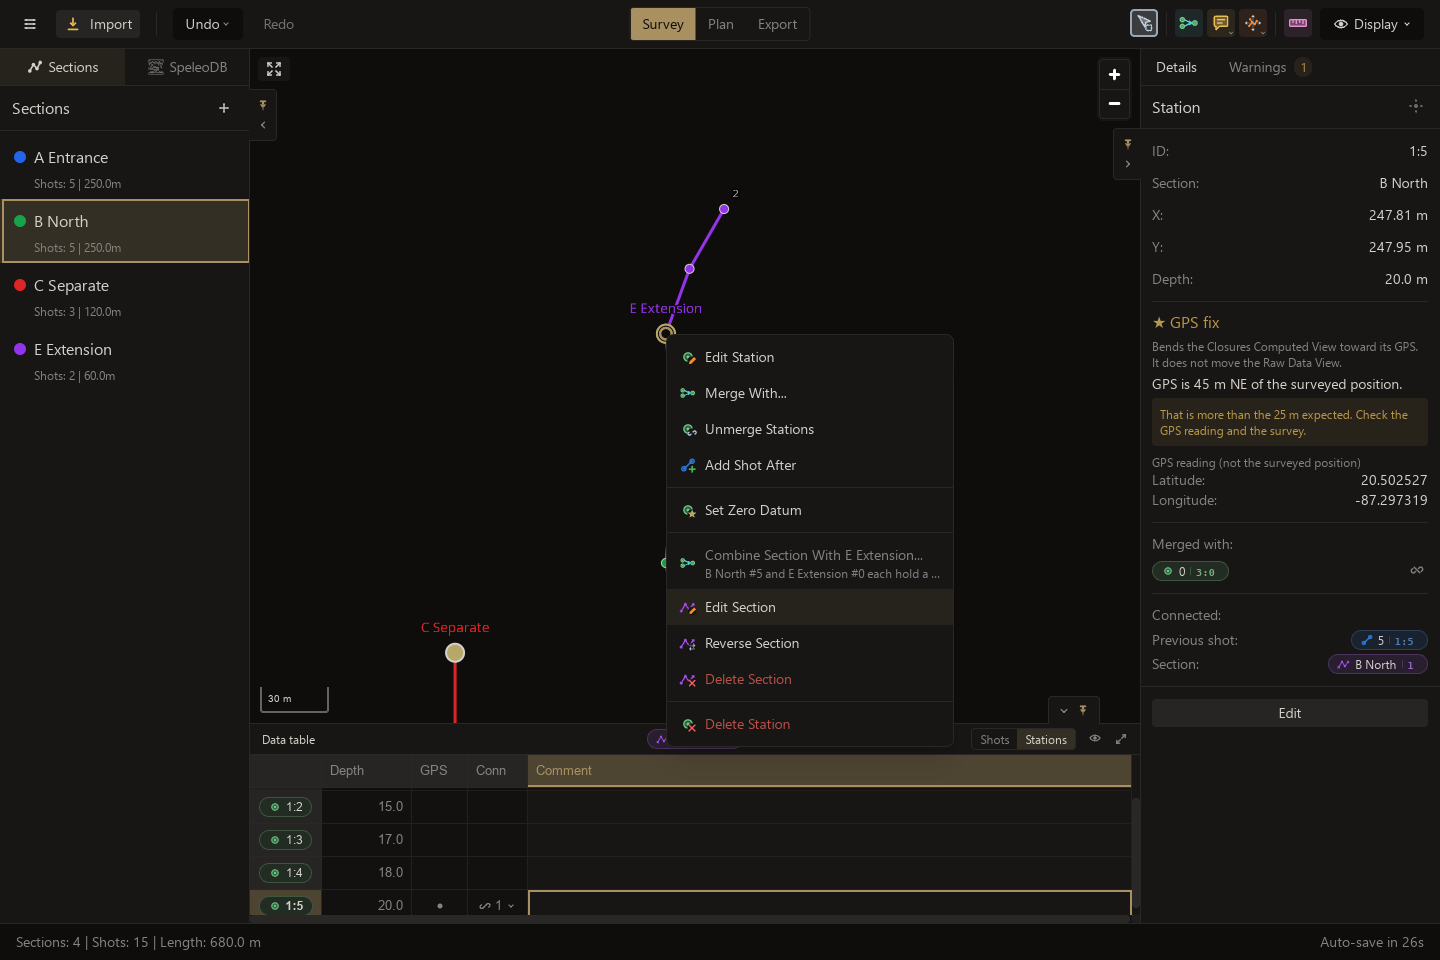 Import
Undo
Redo
Survey
Plan
Export
Display
Sections
SpeleoDB
Sections
A Entrance
Shots: 5 | 250.0m
B North
Shots: 5 | 250.0m
C Separate
Shots: 3 | 120.0m
E Extension
Shots: 2 | 60.0m
2
E Extension
C Separate
30 m
Edit Station
Merge With...
Unmerge Stations
Add Shot After
Set Zero Datum
Combine Section With E Extension...
B North #5 and E Extension #0 each hold a ...
Edit Section
Reverse Section
Delete Section
Delete Station
Details
Warnings 1
Station
ID: 1:5
Section: B North
X: 247.81 m
Y: 247.95 m
Depth: 20.0 m
★ GPS fix
Bends the Closures Computed View toward its GPS.
It does not move the Raw Data View.
GPS is 45 m NE of the surveyed position.
That is more than the 25 m expected. Check the
GPS reading and the survey.
GPS reading (not the surveyed position)
Latitude: 20.502527
Longitude: -87.297319
Merged with:
0 | 3:0
Connected:
Previous shot: 5 | 1:5
Section: B North | 1
Edit
Data table
Shots
Stations
Depth GPS Conn Comment
1:2 15.0
1:3 17.0
1:4 18.0
1:5 20.0 • 1
Sections: 4 | Shots: 15 | Length: 680.0 m
Auto-save in 26s